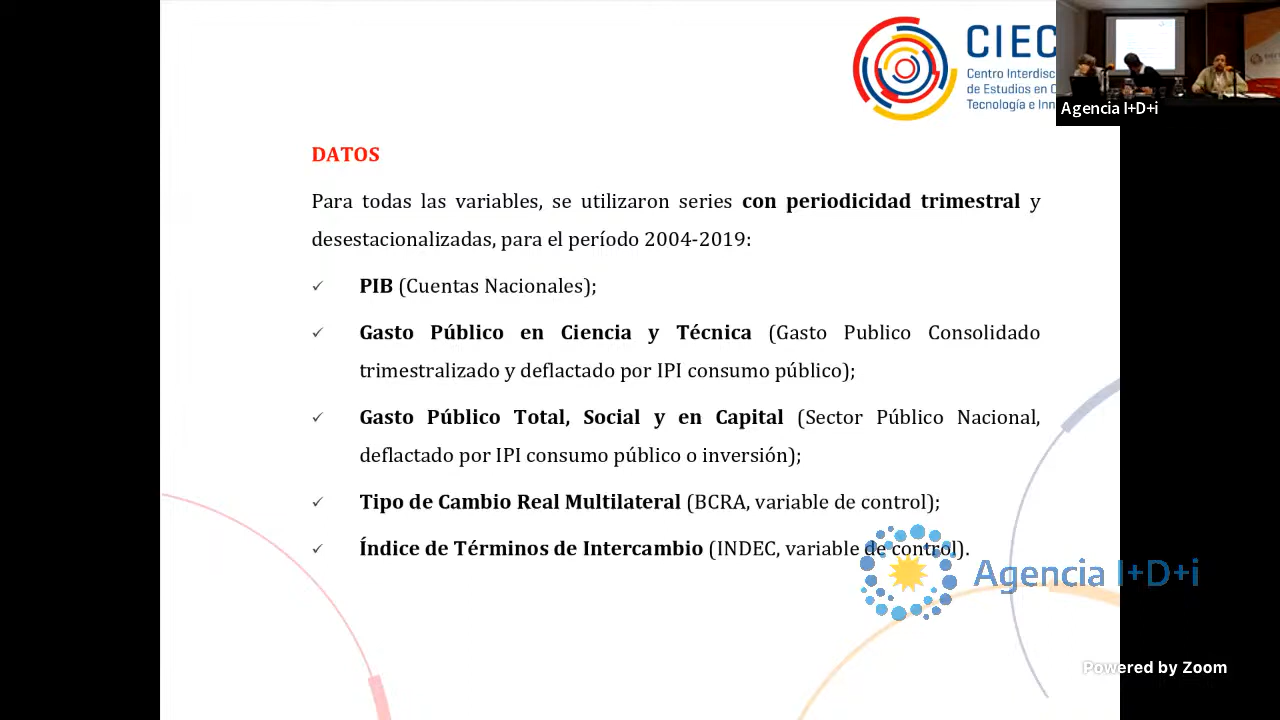 CIEC
Centro Interdisc
de Estudios en C
Tecnología e Inn
Agencia I+D+i
DATOS
Para todas las variables, se utilizaron series con periodicidad trimestral y
desestacionalizadas, para el período 2004-2019:
✓ PIB (Cuentas Nacionales);
✓ Gasto Público en Ciencia y Técnica (Gasto Publico Consolidado
trimestralizado y deflactado por IPI consumo público);
✓ Gasto Público Total, Social y en Capital (Sector Público Nacional,
deflactado por IPI consumo público o inversión);
✓ Tipo de Cambio Real Multilateral (BCRA, variable de control);
✓ Índice de Términos de Intercambio (INDEC, variable de control).
Agencia I+D+i
Powered by Zoom